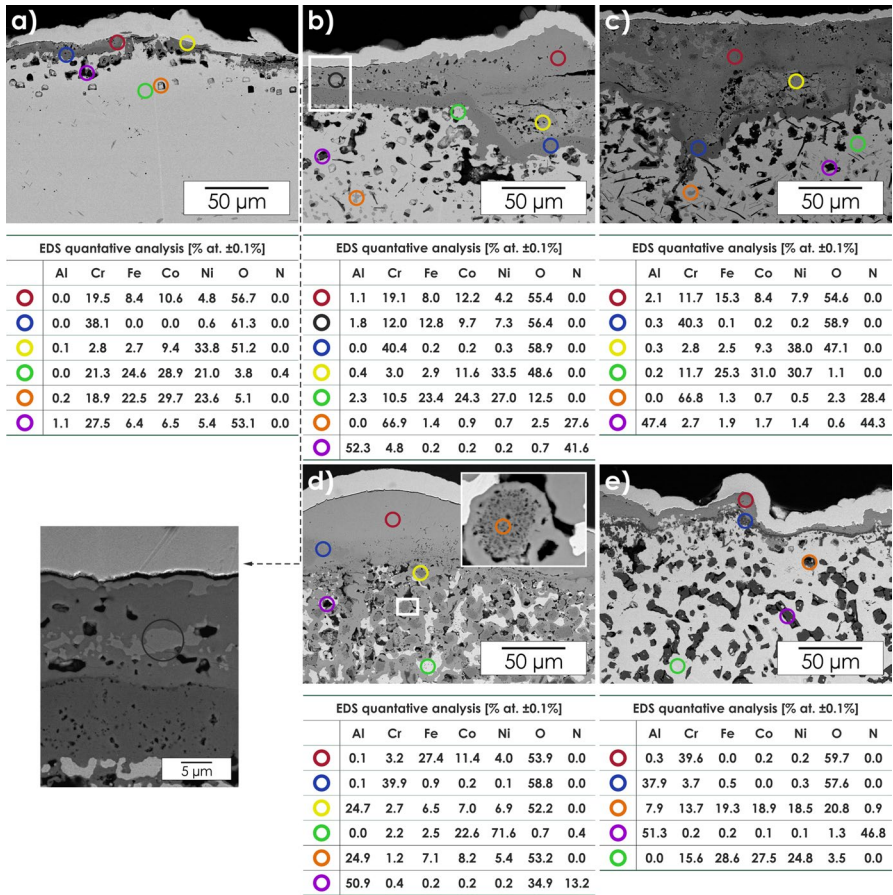 a)
b)
c)
50 µm
50 µm
50 µm
EDS quantative analysis [% at. ±0.1%]
Al Cr Fe Co Ni O N
0.0 19.5 8.4 10.6 4.8 56.7 0.0
0.0 38.1 0.0 0.0 0.6 61.3 0.0
0.1 2.8 2.7 9.4 33.8 51.2 0.0
0.0 21.3 24.6 28.9 21.0 3.8 0.4
0.2 18.9 22.5 29.7 23.6 5.1 0.0
1.1 27.5 6.4 6.5 5.4 53.1 0.0
EDS quantative analysis [% at. ±0.1%]
Al Cr Fe Co Ni O N
1.1 19.1 8.0 12.2 4.2 55.4 0.0
1.8 12.0 12.8 9.7 7.3 56.4 0.0
0.0 40.4 0.2 0.2 0.3 58.9 0.0
0.4 3.0 2.9 11.6 33.5 48.6 0.0
2.3 10.5 23.4 24.3 27.0 12.5 0.0
0.0 66.9 1.4 0.9 0.7 2.5 27.6
52.3 4.8 0.2 0.2 0.2 0.7 41.6
EDS quantative analysis [% at. ±0.1%]
Al Cr Fe Co Ni O N
2.1 11.7 15.3 8.4 7.9 54.6 0.0
0.3 40.3 0.1 0.2 0.2 58.9 0.0
0.3 2.8 2.5 9.3 38.0 47.1 0.0
0.2 11.7 25.3 31.0 30.7 1.1 0.0
0.0 66.8 1.3 0.7 0.5 2.3 28.4
47.4 2.7 1.9 1.7 1.4 0.6 44.3
5 µm
d)
e)
50 µm
50 µm
EDS quantative analysis [% at. ±0.1%]
Al Cr Fe Co Ni O N
0.1 3.2 27.4 11.4 4.0 53.9 0.0
0.1 39.9 0.9 0.2 0.1 58.8 0.0
24.7 2.7 6.5 7.0 6.9 52.2 0.0
0.0 2.2 2.5 22.6 71.6 0.7 0.4
24.9 1.2 7.1 8.2 5.4 53.2 0.0
50.9 0.4 0.2 0.2 0.2 34.9 13.2
EDS quantative analysis [% at. ±0.1%]
Al Cr Fe Co Ni O N
0.3 39.6 0.0 0.2 0.2 59.7 0.0
37.9 3.7 0.5 0.0 0.3 57.6 0.0
7.9 13.7 19.3 18.9 18.5 20.8 0.9
51.3 0.2 0.2 0.1 0.1 1.3 46.8
0.0 15.6 28.6 27.5 24.8 3.5 0.0